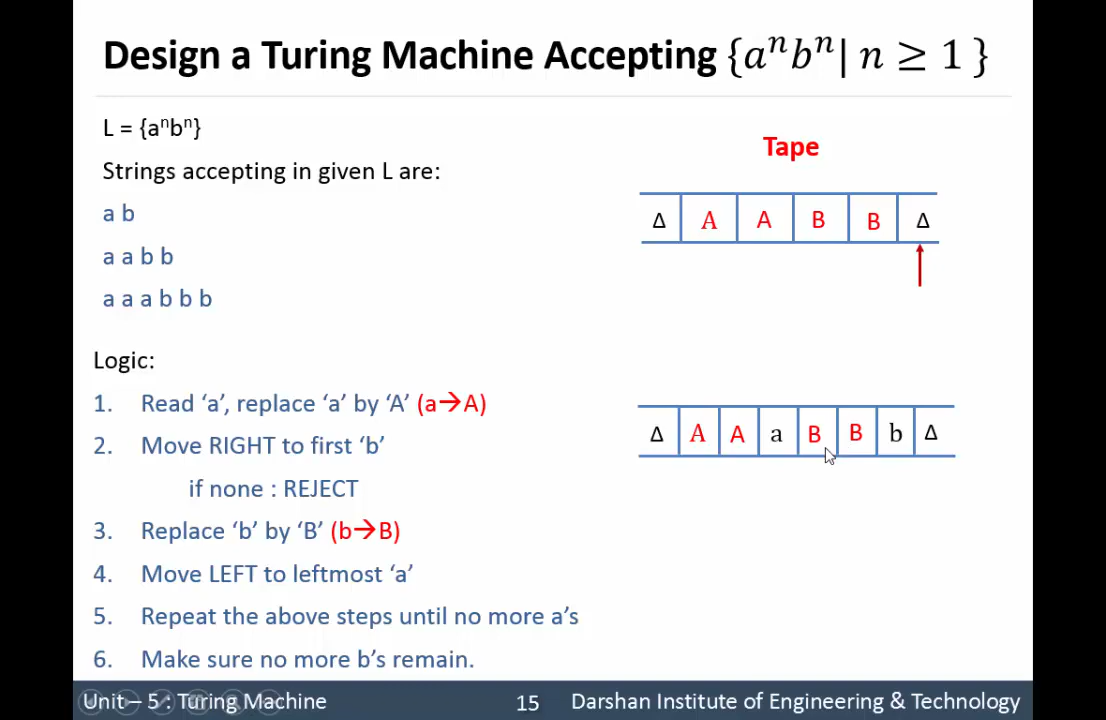 Design a Turing Machine Accepting {aⁿbⁿ| n ≥ 1 }
L = {aⁿbⁿ}
Strings accepting in given L are:
a b
a a b b
a a a b b b
Tape
Δ A A B B Δ
Logic:
1. Read ‘a’, replace ‘a’ by ‘A’ (a→A)
2. Move RIGHT to first ‘b’
if none : REJECT
3. Replace ‘b’ by ‘B’ (b→B)
4. Move LEFT to leftmost ‘a’
5. Repeat the above steps until no more a’s
6. Make sure no more b’s remain.
Δ A A a B B b Δ
Unit – 5 : Turing Machine 15 Darshan Institute of Engineering & Technology